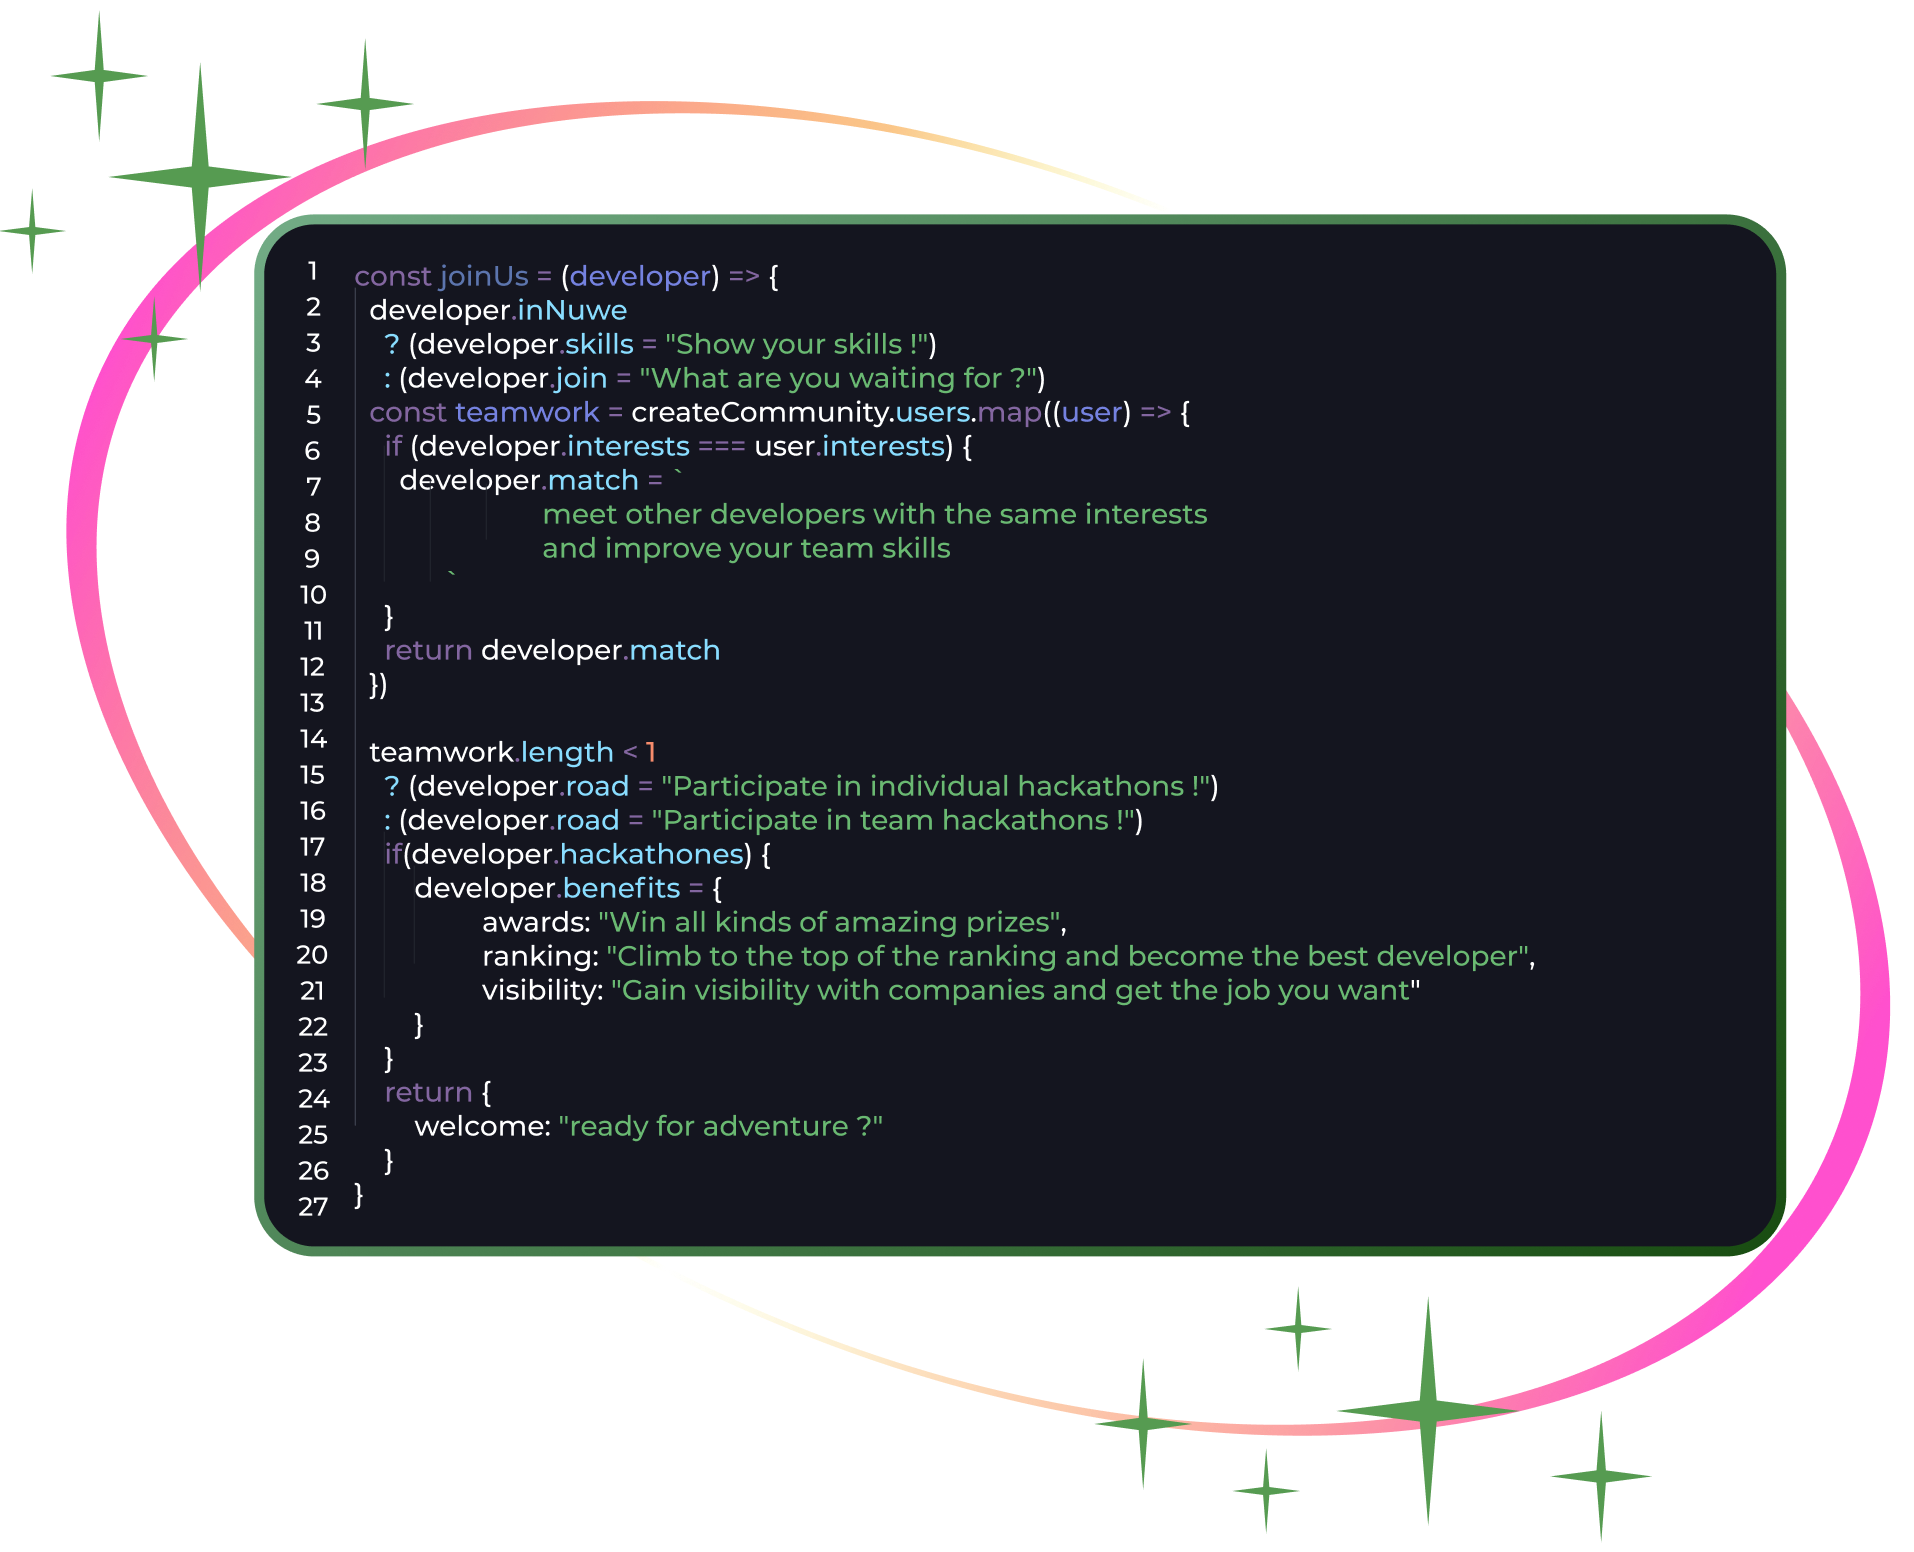 1 const joinUs = (developer) => {
2 developer.inNuwe
3 ? (developer.skills = "Show your skills !")
4 : (developer.join = "What are you waiting for ?")
5 const teamwork = createCommunity.users.map((user) => {
6 if (developer.interests === user.interests) {
7 developer.match = `
8 meet other developers with the same interests
9 and improve your team skills
10 `
11 }
12 return developer.match
13 })
14
15 teamwork.length < 1
16 ? (developer.road = "Participate in individual hackathons !")
17 : (developer.road = "Participate in team hackathons !")
18 if(developer.hackathones) {
19 developer.benefits = {
20 awards: "Win all kinds of amazing prizes",
21 ranking: "Climb to the top of the ranking and become the best developer",
22 visibility: "Gain visibility with companies and get the job you want"
23 }
24 }
25 return {
26 welcome: "ready for adventure ?"
27 }
}